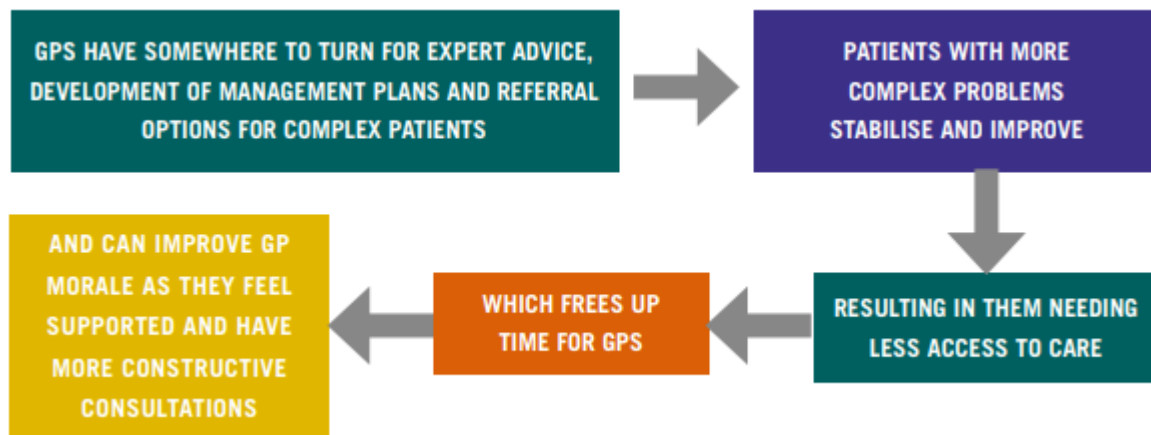 GPS HAVE SOMEWHERE TO TURN FOR EXPERT ADVICE,
DEVELOPMENT OF MANAGEMENT PLANS AND REFERRAL
OPTIONS FOR COMPLEX PATIENTS
PATIENTS WITH MORE
COMPLEX PROBLEMS
STABILISE AND IMPROVE
RESULTING IN THEM NEEDING
LESS ACCESS TO CARE
WHICH FREES UP
TIME FOR GPS
AND CAN IMPROVE GP
MORALE AS THEY FEEL
SUPPORTED AND HAVE
MORE CONSTRUCTIVE
CONSULTATIONS